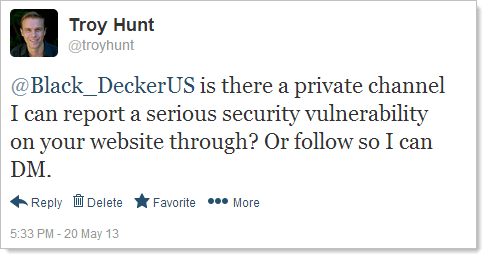 Troy Hunt
@troyhunt
@Black_DeckerUS is there a private channel
I can report a serious security vulnerability
on your website through? Or follow so I can
DM.
Reply Delete Favorite ••• More
5:33 PM - 20 May 13